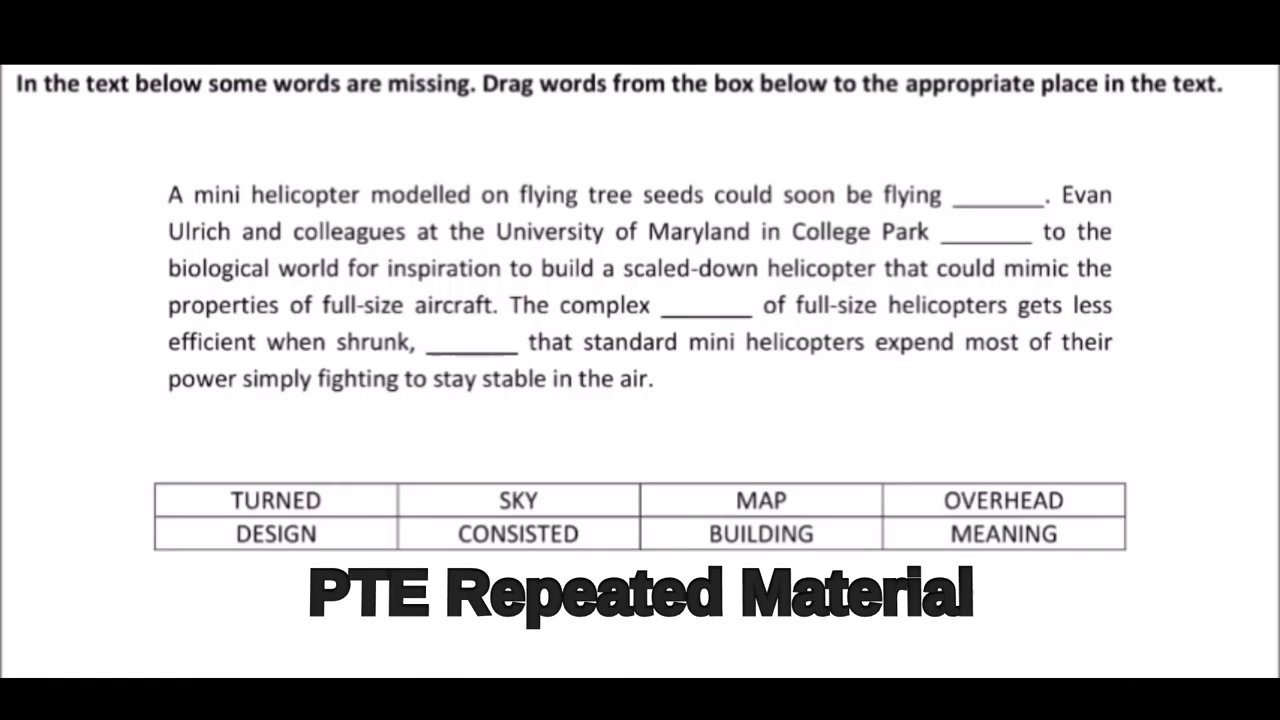 In the text below some words are missing. Drag words from the box below to the appropriate place in the text.
A mini helicopter modelled on flying tree seeds could soon be flying ________. Evan
Ulrich and colleagues at the University of Maryland in College Park ________ to the
biological world for inspiration to build a scaled-down helicopter that could mimic the
properties of full-size aircraft. The complex ________ of full-size helicopters gets less
efficient when shrunk, ________ that standard mini helicopters expend most of their
power simply fighting to stay stable in the air.
TURNED SKY MAP OVERHEAD
DESIGN CONSISTED BUILDING MEANING
PTE Repeated Material